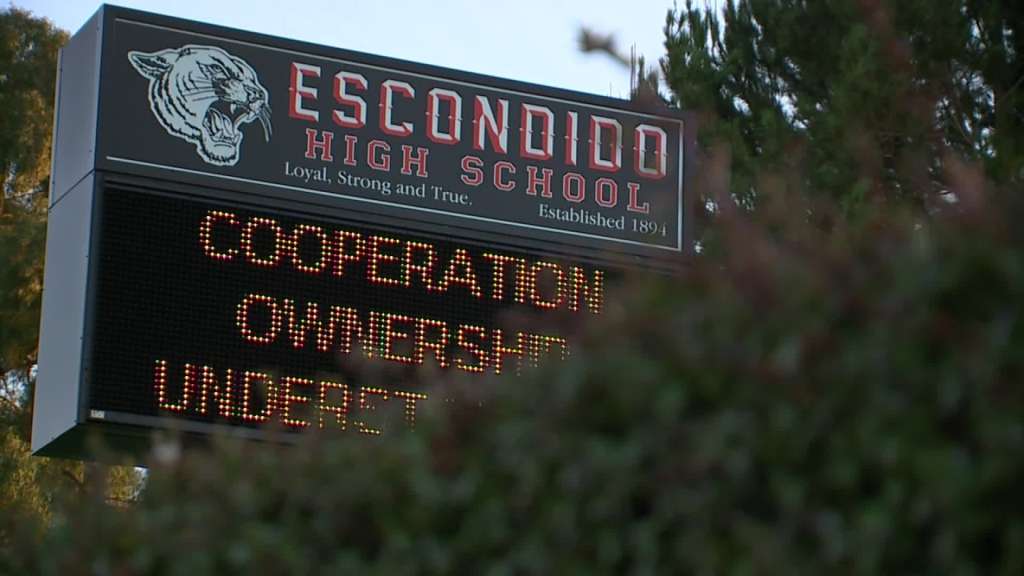 ESCONDIDO
HIGH SCHOOL
Loyal, Strong and True.
Established 1894
COOPERATION
OWNERSHIP